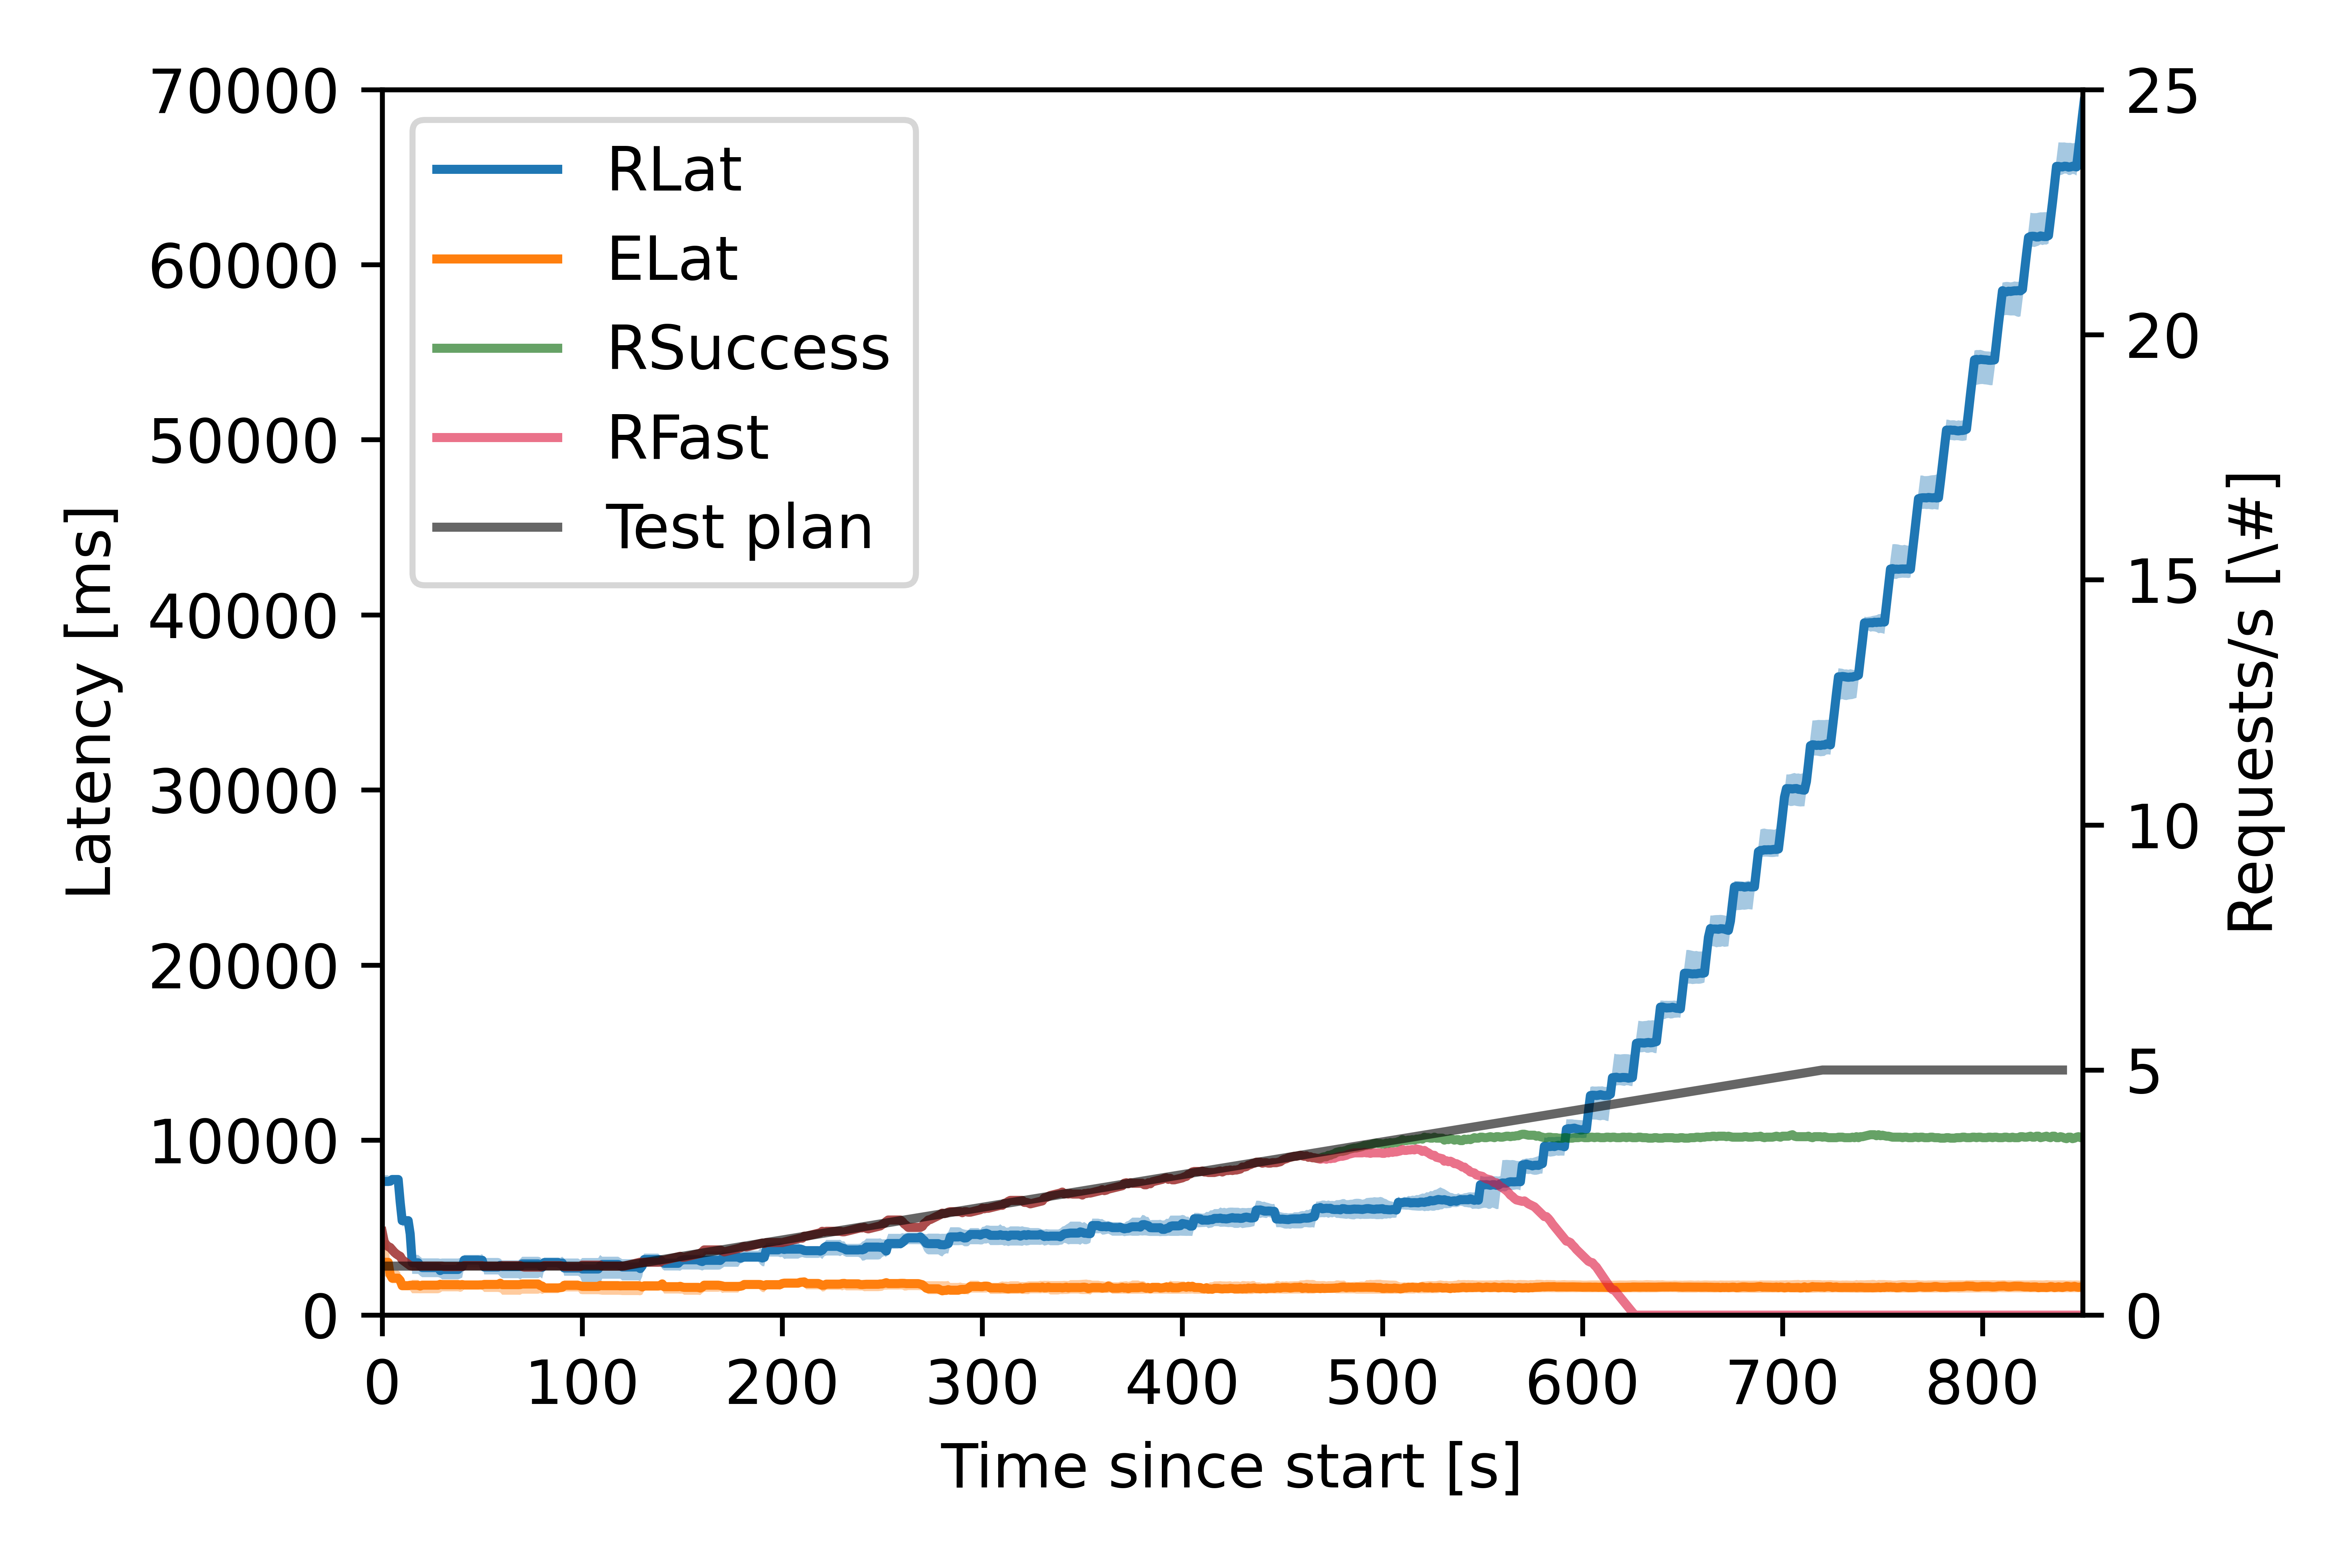 70000
60000
50000
40000
30000
20000
10000
0
Latency [ms]
RLat
ELat
RSuccess
RFast
Test plan
25
20
15
10
5
0
Requests/s [\#]
0 100 200 300 400 500 600 700 800
Time since start [s]